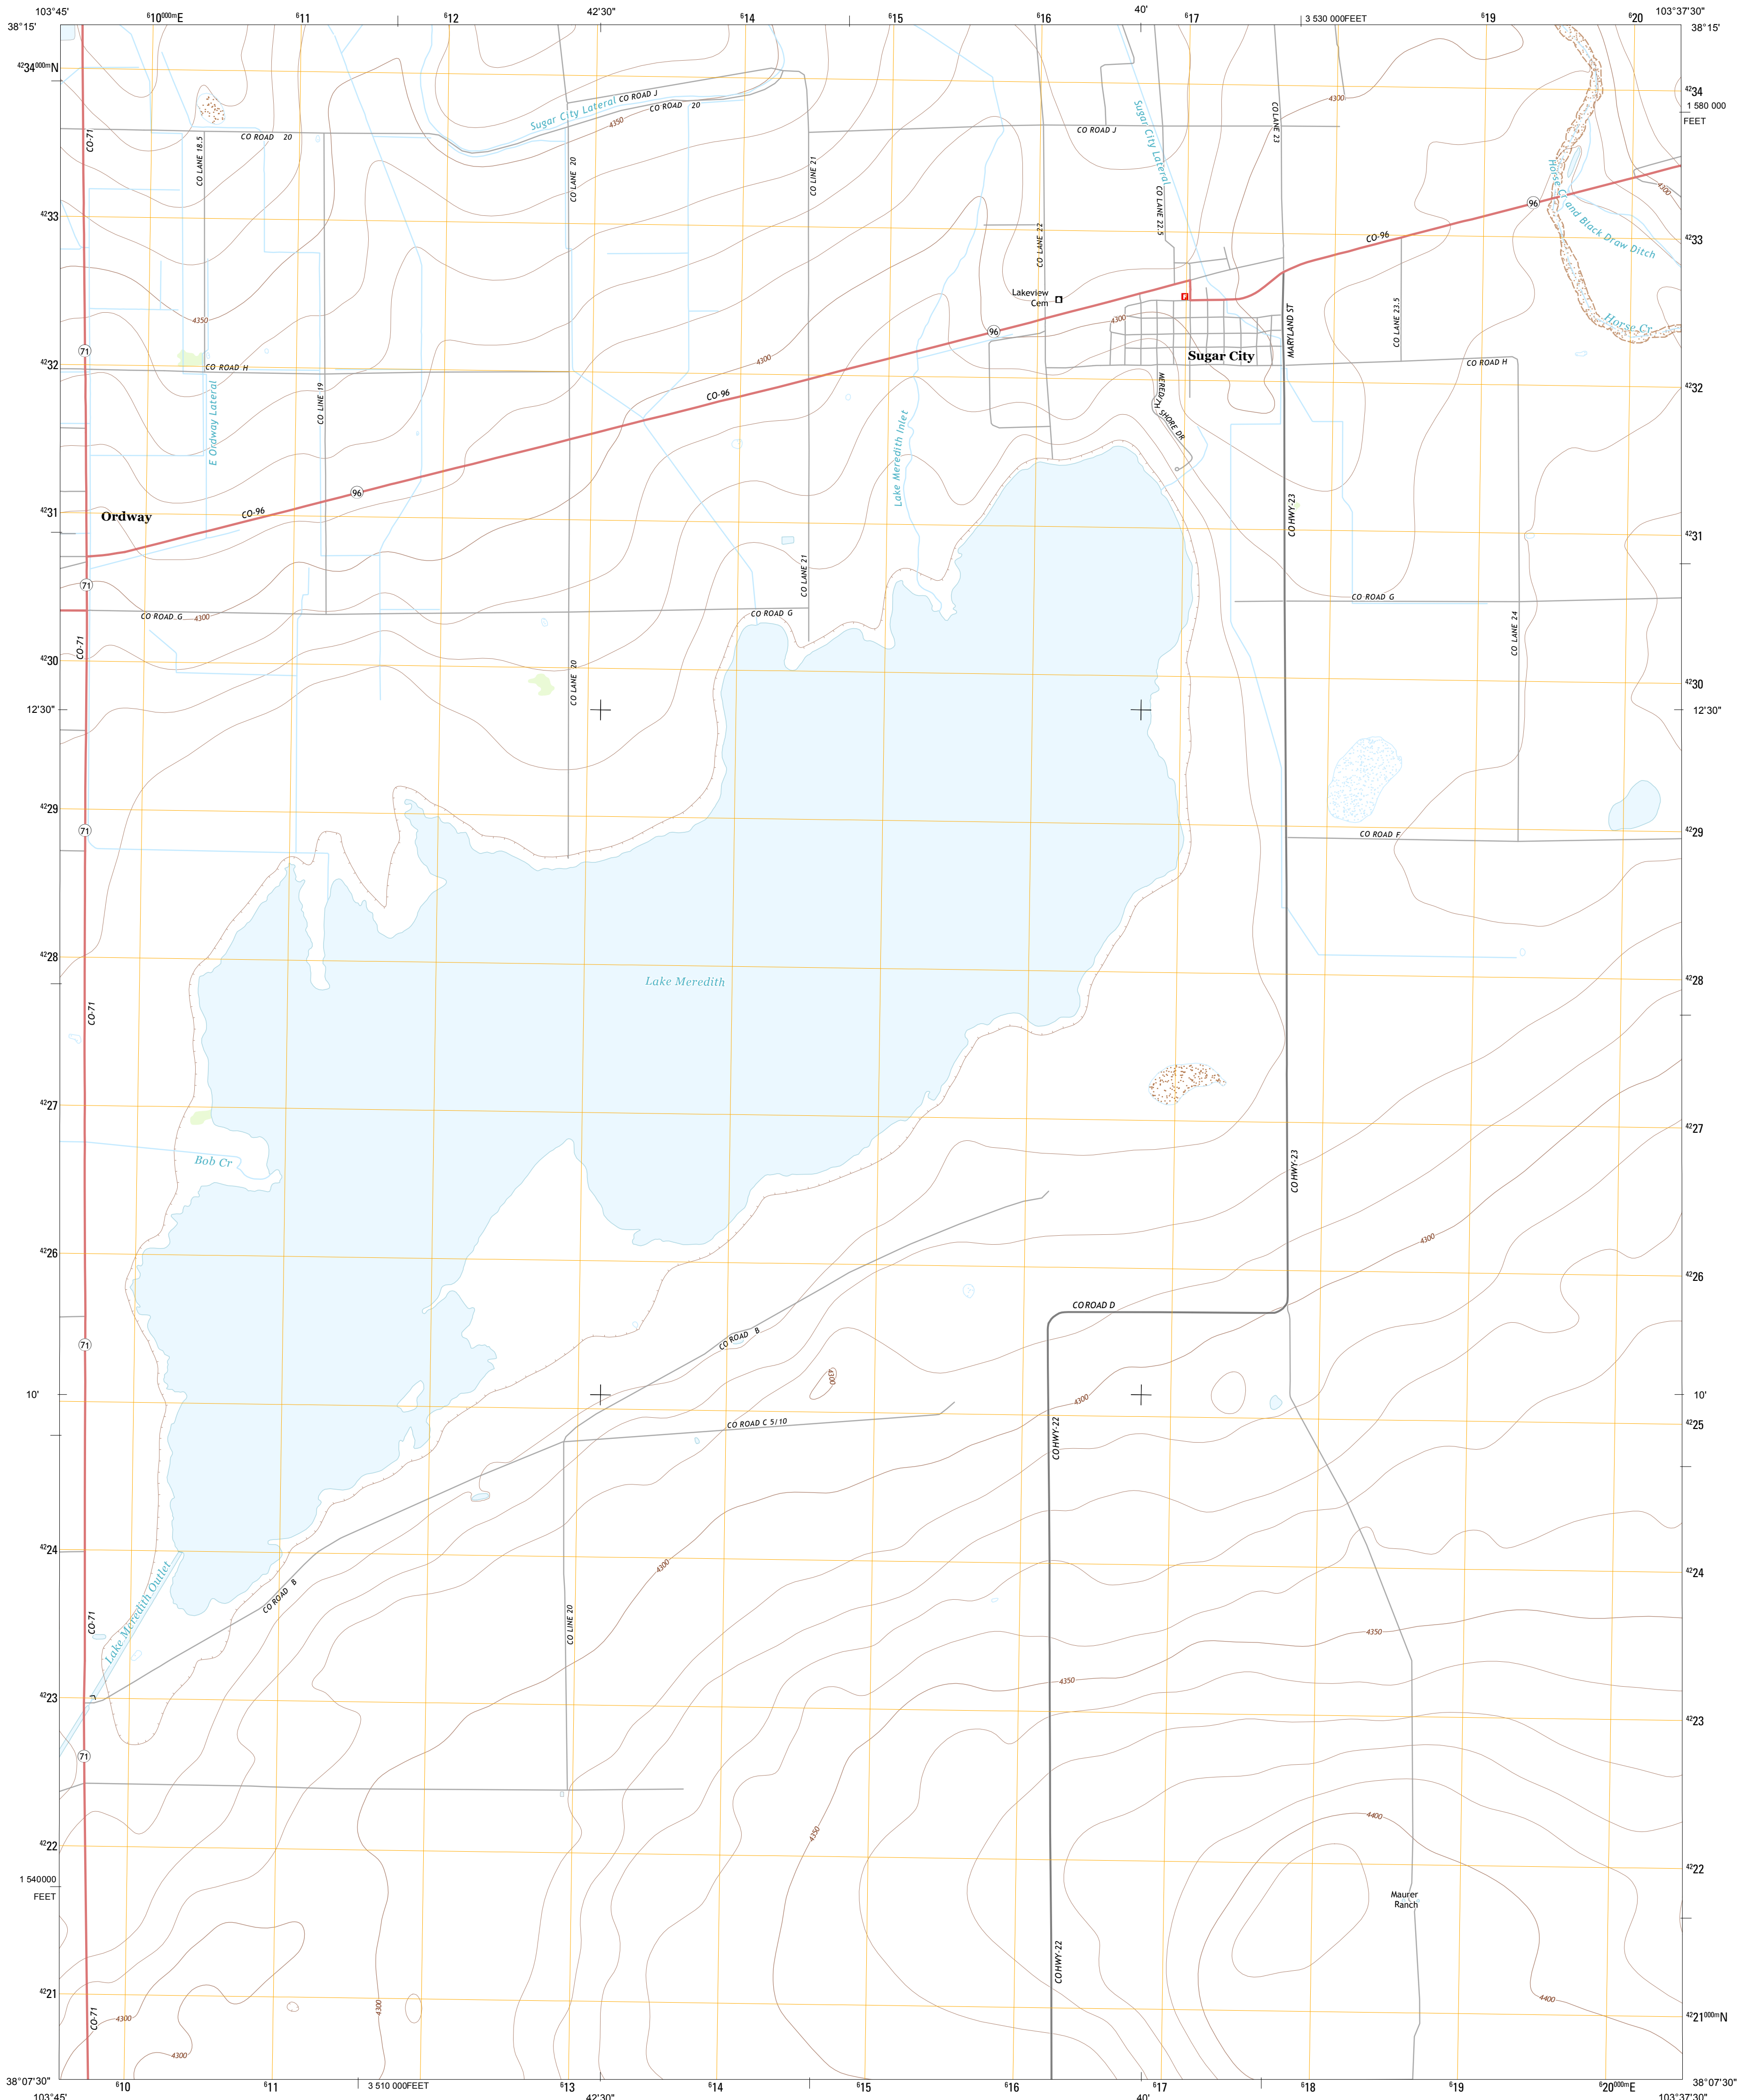 103°45'
610000mE
611
612
42'30"
614
615
616
40'
617
3 530 000FEET
619
620
103°37'30"
38°15'
38°15'
4234000mN
4234
1 580 000
FEET
CO ROAD J
Sugar City Lateral
CO ROAD 20
4350
4300
CO-71
CO LANE 18.5
CO ROAD 20
CO LANE 20
CO LINE 21
CO ROAD J
Sugar City Lateral
CO LANE 23
Horse Cr and Black Draw Ditch
4300
4233
4233
CO LANE 22
CO LANE 22.5
96
CO-96
Lakeview
Cem
F
4350
71
96
4300
MARYLAND ST
CO LANE 23.5
Horse Cr
4232
4232
CO ROAD H
4300
Sugar City
CO ROAD H
E Ordway Lateral
CO LINE 19
CO-96
MEREDITH SHORE DR
Lake Meredith Inlet
96
4231
4231
Ordway
CO-96
CO HWY-23
71
CO LANE 21
CO ROAD G
4300
CO ROAD G
CO ROAD G
CO-71
CO LANE 24
4230
4230
CO LANE 20
12'30"
12'30"
4229
4229
71
CO ROAD F
4228
4228
Lake Meredith
CO-71
4227
4227
Bob Cr
CO HWY-23
4226
4226
4300
CO ROAD D
CO ROAD B
71
4300
10'
10'
4300
CO ROAD C 5/10
4225
CO HWY-22
4224
4224
4300
Lake Meredith Outlet
CO ROAD B
CO-71
CO LINE 20
4350
4350
4223
4223
71
4400
4350
4222
4222
1 540000
FEET
Maurer
Ranch
CO HWY-22
4221
4221000mN
4300
4300
4400
CO-71
4300
38°07'30"
38°07'30"
610
611
3 510 000FEET
613
614
615
616
617
618
619
620000mE
103°45'
42'30"
40'
103°37'30"